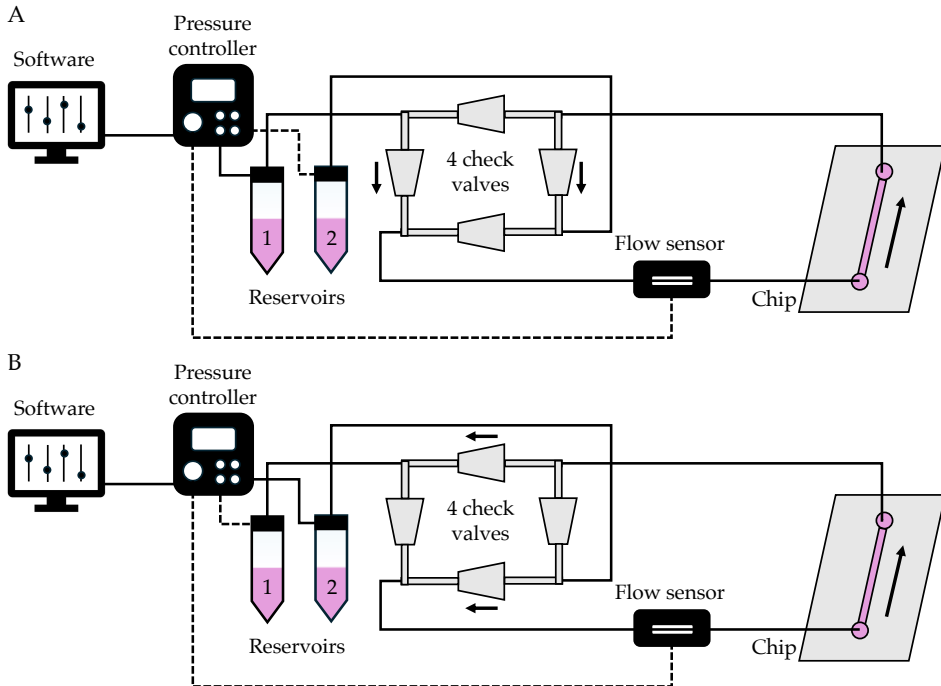 A
Software
Pressure
controller
4 check
valves
1
2
Reservoirs
Flow sensor
Chip
B
Software
Pressure
controller
4 check
valves
1
2
Reservoirs
Flow sensor
Chip